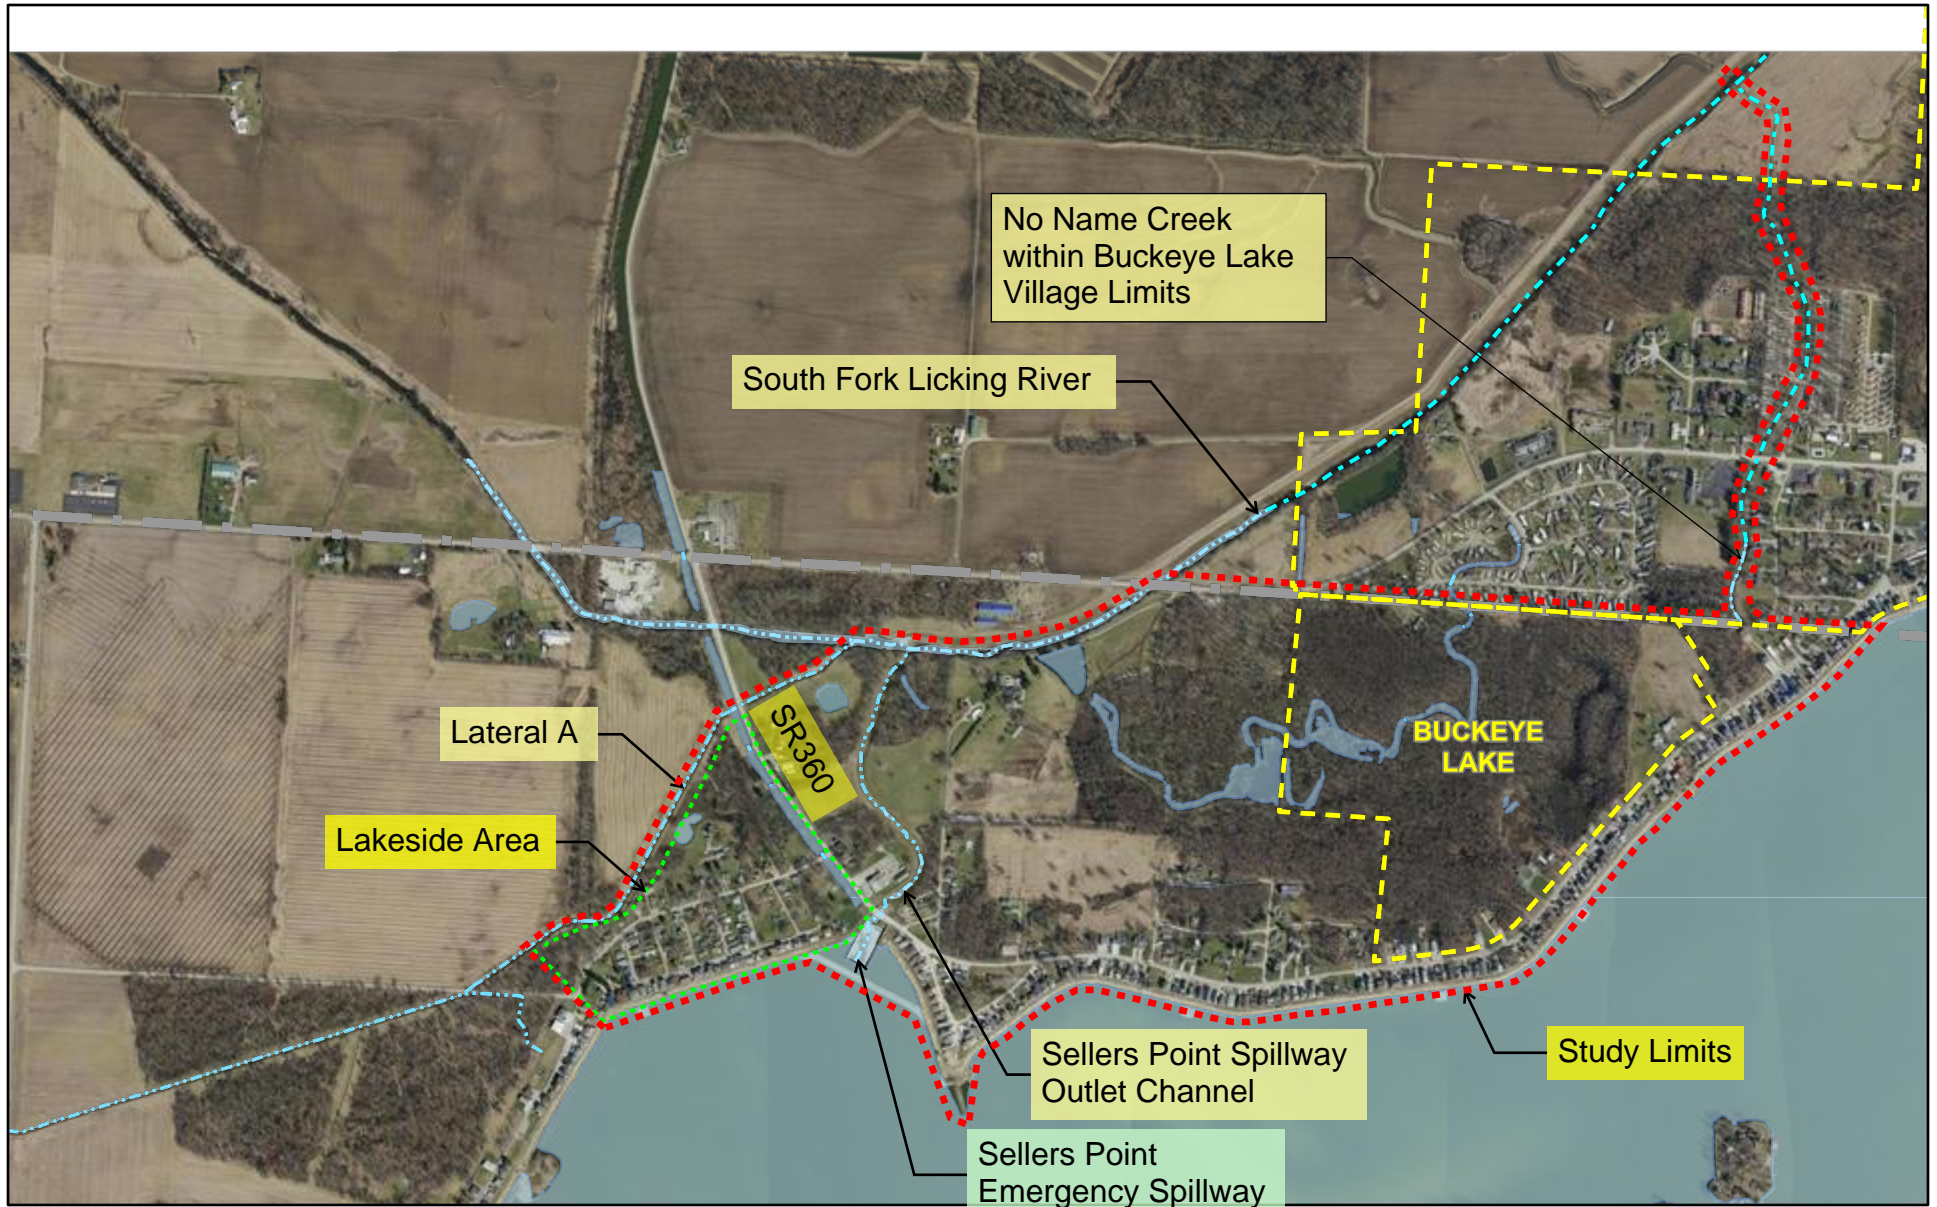 No Name Creek
within Buckeye Lake
Village Limits
South Fork Licking River
Lateral A
SR360
BUCKEYE
LAKE
Lakeside Area
Sellers Point Spillway
Outlet Channel
Study Limits
Sellers Point
Emergency Spillway